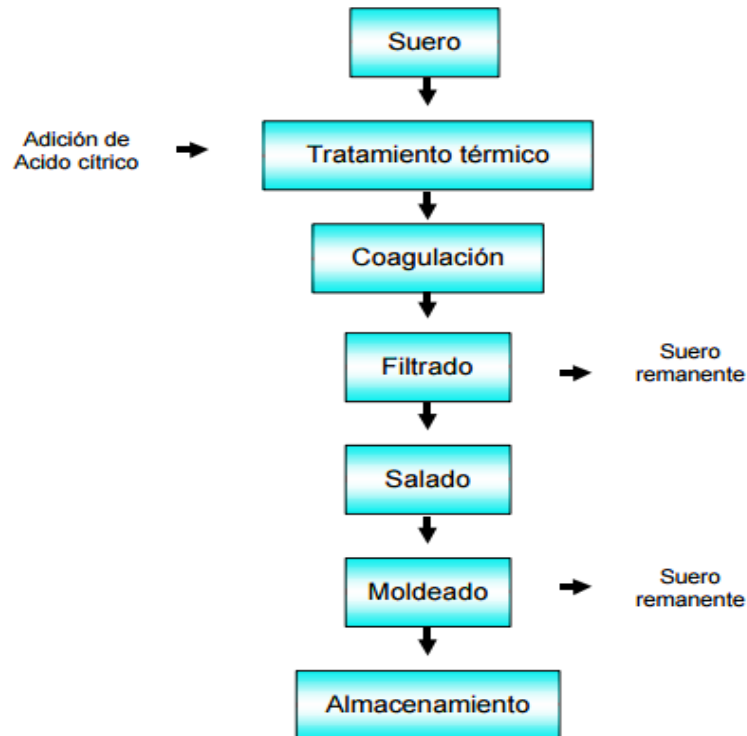 Suero
Adición de
Acido cítrico
Tratamiento térmico
Coagulación
Filtrado
Suero
remanente
Salado
Moldeado
Suero
remanente
Almacenamiento